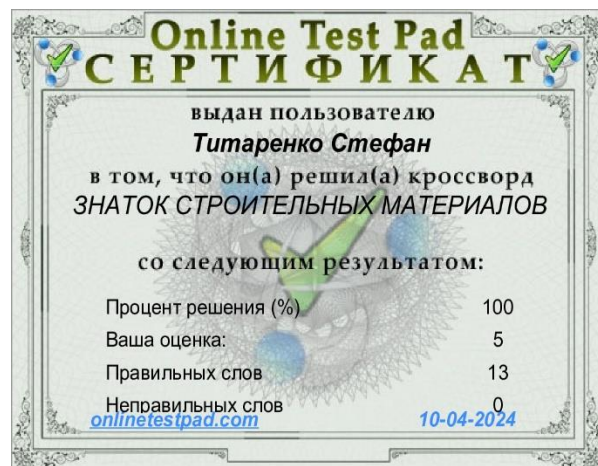 Online Test Pad
СЕРТИФИКАТ
выдан пользователю
Титаренко Стефан
в том, что он(а) решил(а) кроссворд
ЗНАТОК СТРОИТЕЛЬНЫХ МАТЕРИАЛОВ
со следующим результатом:
Процент решения (%) 100
Ваша оценка: 5
Правильных слов 13
Неправильных слов 0
onlinetestpad.com 10-04-2024